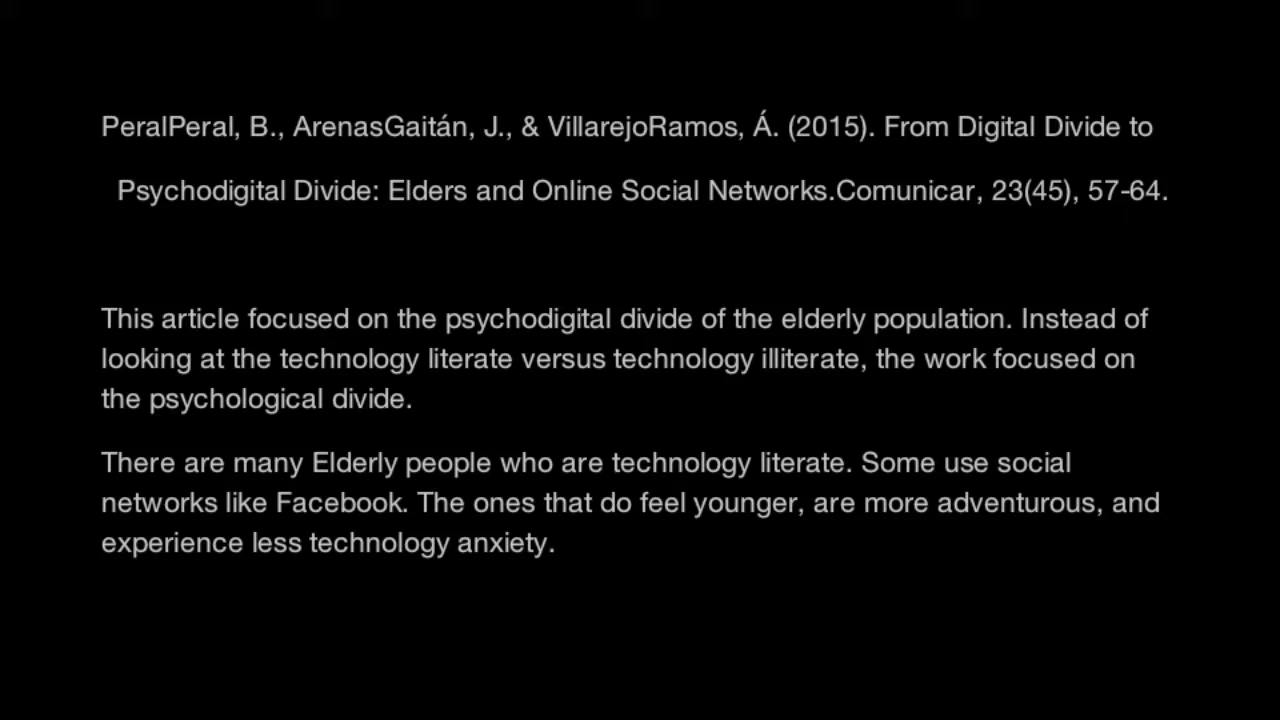 PeralPeral, B., ArenasGaitán, J., & VillarejoRamos, Á. (2015). From Digital Divide to
Psychodigital Divide: Elders and Online Social Networks.Comunicar, 23(45), 57-64.
This article focused on the psychodigital divide of the elderly population. Instead of
looking at the technology literate versus technology illiterate, the work focused on
the psychological divide.
There are many Elderly people who are technology literate. Some use social
networks like Facebook. The ones that do feel younger, are more adventurous, and
experience less technology anxiety.